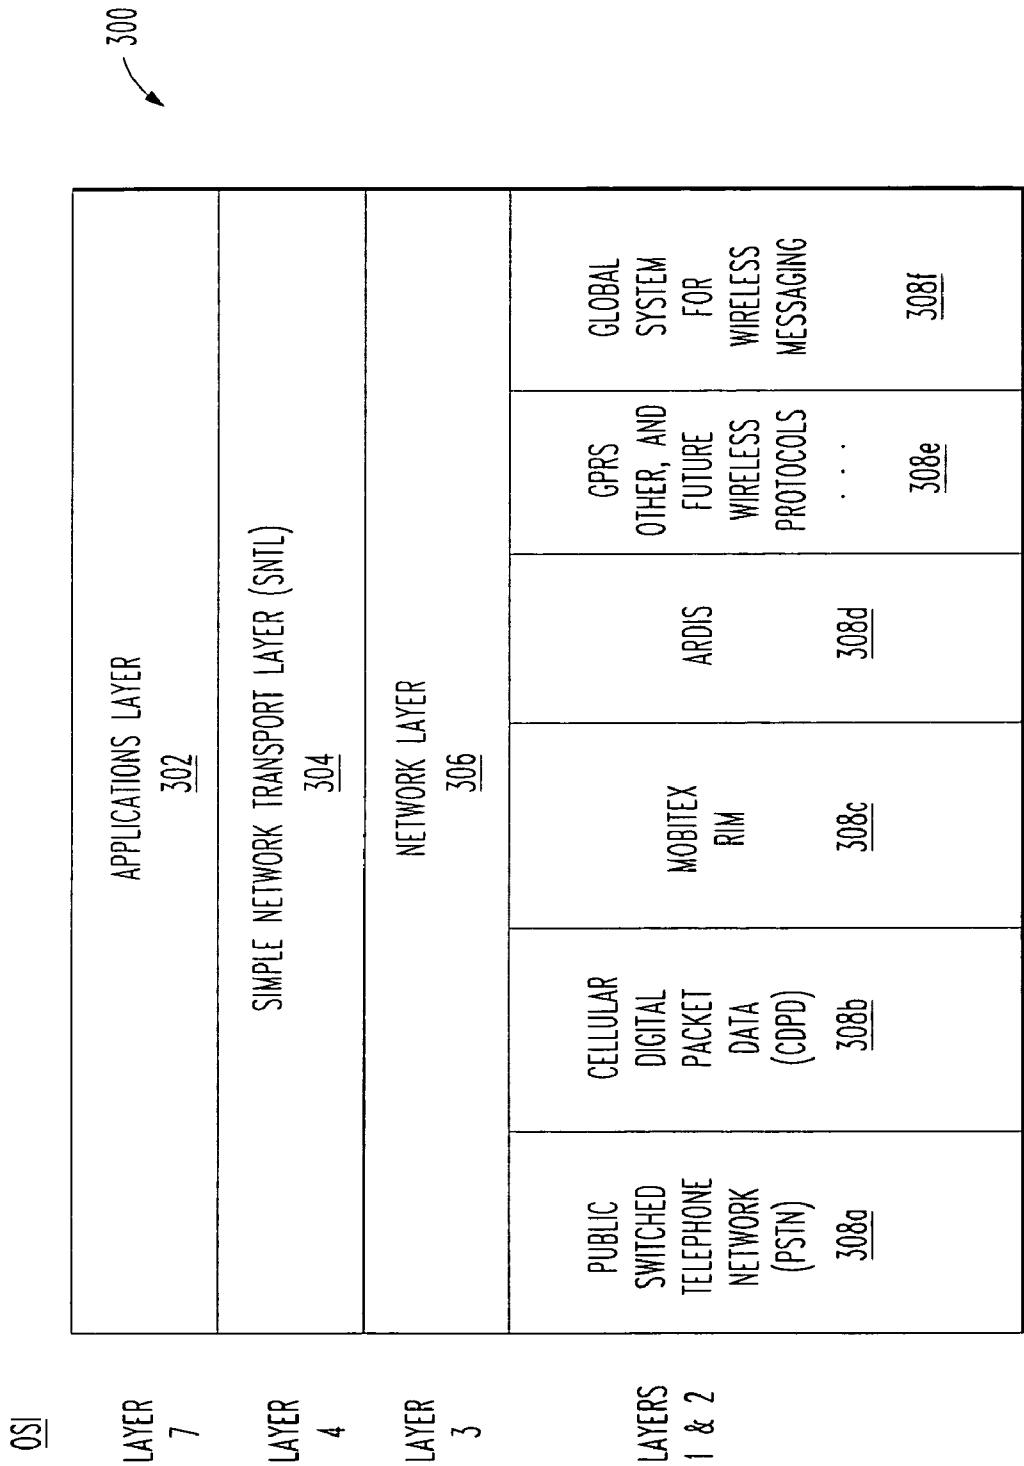 300
OSI
LAYER
7
APPLICATIONS LAYER
302
LAYER
4
SIMPLE NETWORK TRANSPORT LAYER (SNTL)
304
LAYER
3
NETWORK LAYER
306
LAYERS
1 & 2
PUBLIC
SWITCHED
TELEPHONE
NETWORK
(PSTN)
308a
CELLULAR
DIGITAL
PACKET
DATA
(CDPD)
308b
MOBITEX
RIM
308c
ARDIS
308d
GPRS
OTHER, AND
FUTURE
WIRELESS
PROTOCOLS
. . .
308e
GLOBAL
SYSTEM
FOR
WIRELESS
MESSAGING
308f